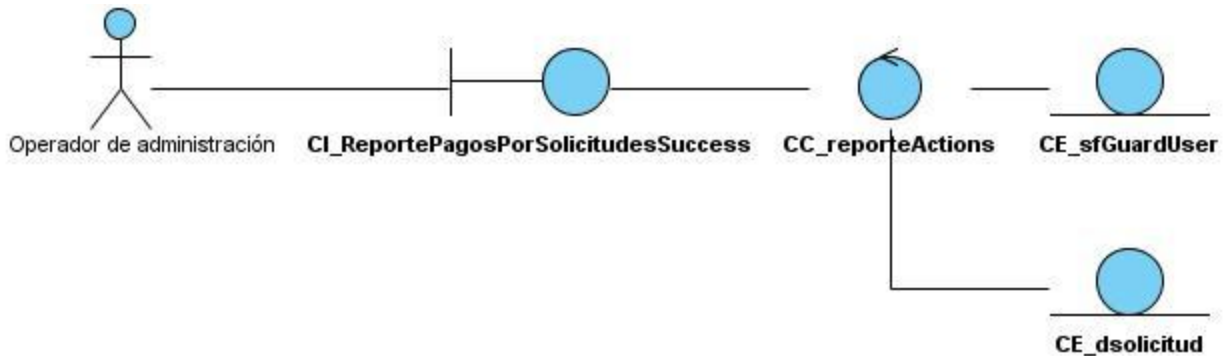 Operador de administración
CI_ReportePagosPorSolicitudesSuccess
CC_reporteActions
CE_sfGuardUser
CE_dsolicitud